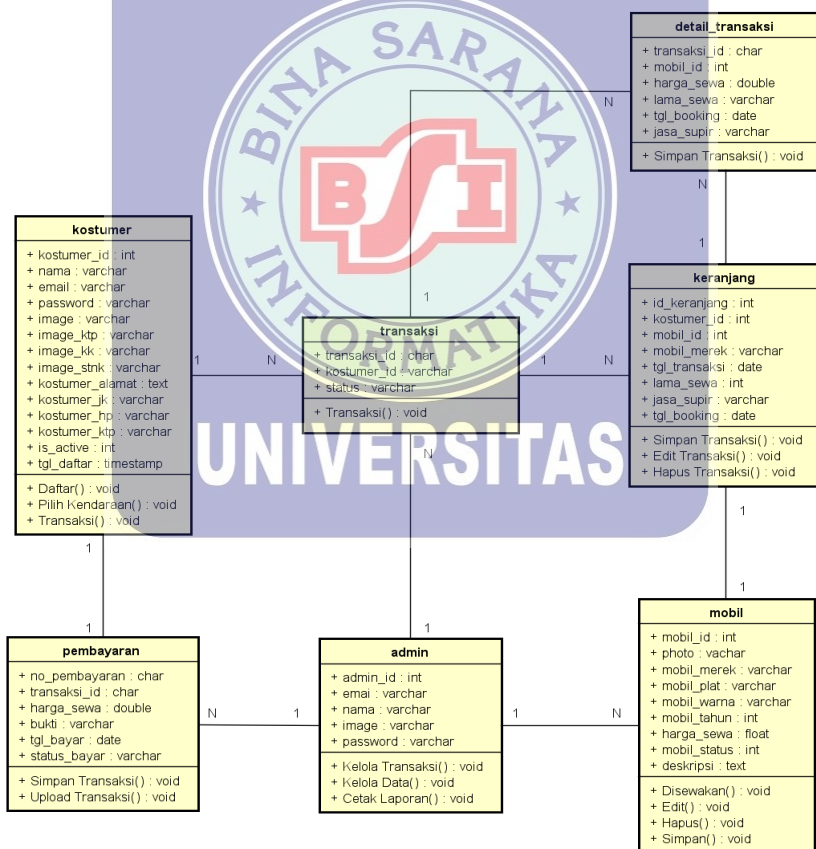 detail_transaksi
+ transaksi_id : char
+ mobil_id : int
+ harga_sewa : double
+ lama_sewa : varchar
+ tgl_booking : date
+ jasa_supir : varchar
+ Simpan Transaksi() : void
N
N
1
BINA SARANA
BSI
INFORMATIKA
UNIVERSITAS
kostumer
+ kostumer_id : int
+ nama : varchar
+ email : varchar
+ password : varchar
+ image : varchar
+ image_ktp : varchar
+ image_kk : varchar
+ image_stnk : varchar
+ kostumer_alamat : text
+ kostumer_jk : varchar
+ kostumer_hp : varchar
+ kostumer_ktp : varchar
+ is_active : int
+ tgl_daftar : timestamp
+ Daftar() : void
+ Pilih Kendaraan() : void
+ Transaksi() : void
1
N
1
transaksi
+ transaksi_id : char
+ kostumer_id : varchar
+ status : varchar
+ Transaksi() : void
1
N
N
keranjang
+ id_keranjang : int
+ kostumer_id : int
+ mobil_id : int
+ mobil_merek : varchar
+ tgl_transaksi : date
+ lama_sewa : int
+ jasa_supir : varchar
+ tgl_booking : date
+ Simpan Transaksi() : void
+ Edit Transaksi() : void
+ Hapus Transaksi() : void
1
1
1
1
1
pembayaran
+ no_pembayaran : char
+ transaksi_id : char
+ harga_sewa : double
+ bukti : varchar
+ tgl_bayar : date
+ status_bayar : varchar
+ Simpan Transaksi() : void
+ Upload Transaksi() : void
N
1
admin
+ admin_id : int
+ emai : varchar
+ nama : varchar
+ image : varchar
+ password : varchar
+ Kelola Transaksi() : void
+ Kelola Data() : void
+ Cetak Laporan() : void
1
N
mobil
+ mobil_id : int
+ photo : vachar
+ mobil_merek : varchar
+ mobil_plat : varchar
+ mobil_warna : varchar
+ mobil_tahun : int
+ harga_sewa : float
+ mobil_status : int
+ deskripsi : text
+ Disewakan() : void
+ Edit() : void
+ Hapus() : void
+ Simpan() : void